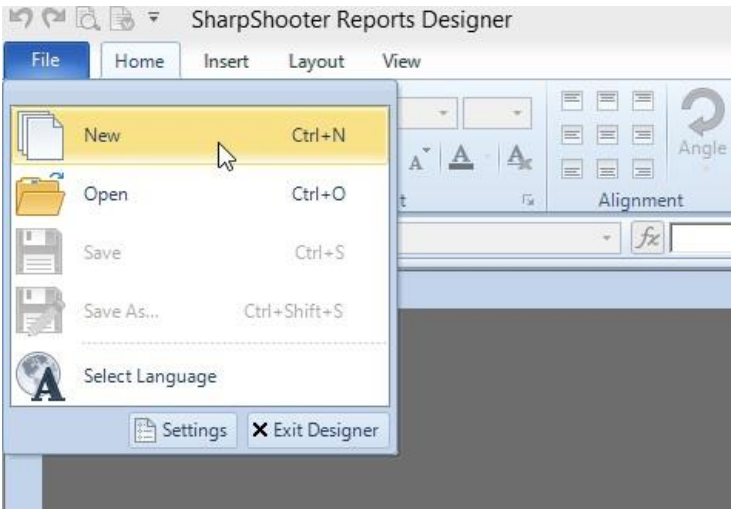 SharpShooter Reports Designer
File Home Insert Layout View
New Ctrl+N
Open Ctrl+O
Save Ctrl+S
Save As... Ctrl+Shift+S
Select Language
Settings Exit Designer
A A A
t Alignment
Angle
fx